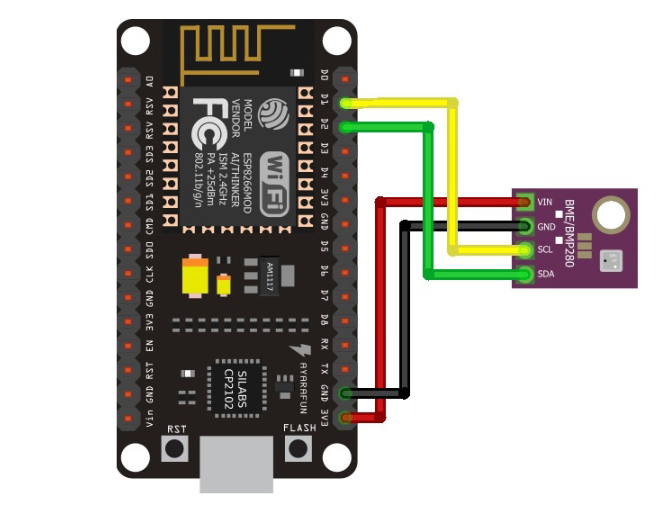 A0
RSV
RSV
SD3
SD2
SD1
CMD
SD0
CLK
GND
3V3
EN
RST
GND
Vin
D0
D1
D2
D3
D4
3V3
GND
D5
D6
D7
D8
RX
TX
GND
3V3
MODEL
VENDOR
ESP8266MOD
AI/THINKER
ISM 2.4GHz
PA +25dBm
802.11b/g/n
FC
Wi Fi
AM1117
SILABS
CP2102
AYARAFUN
RST
FLASH
VIN
GND
SCL
SDA
BME/BMP280